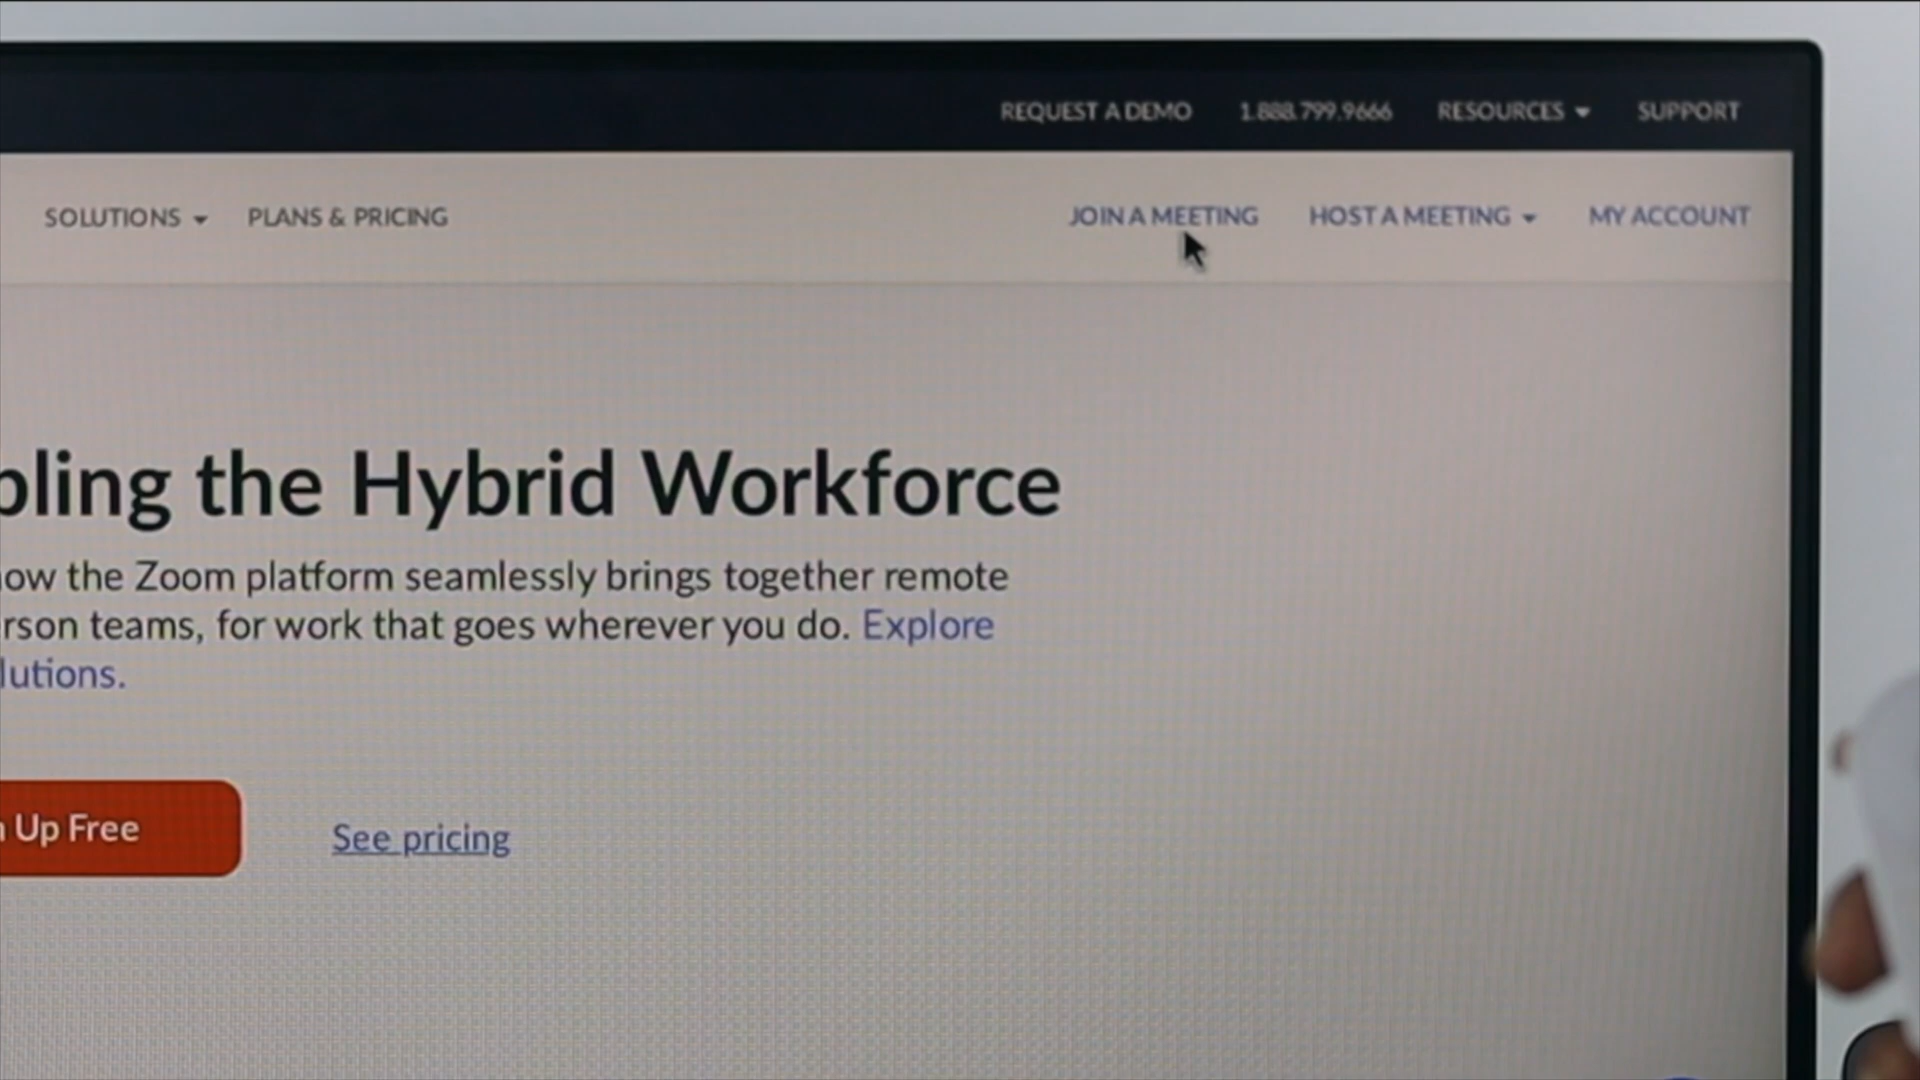 REQUEST A DEMO 1.888.799.9666 RESOURCES SUPPORT
SOLUTIONS PLANS & PRICING JOIN A MEETING HOST A MEETING MY ACCOUNT
bling the Hybrid Workforce
ow the Zoom platform seamlessly brings together remote
rson teams, for work that goes wherever you do. Explore
lutions.
Up Free See pricing